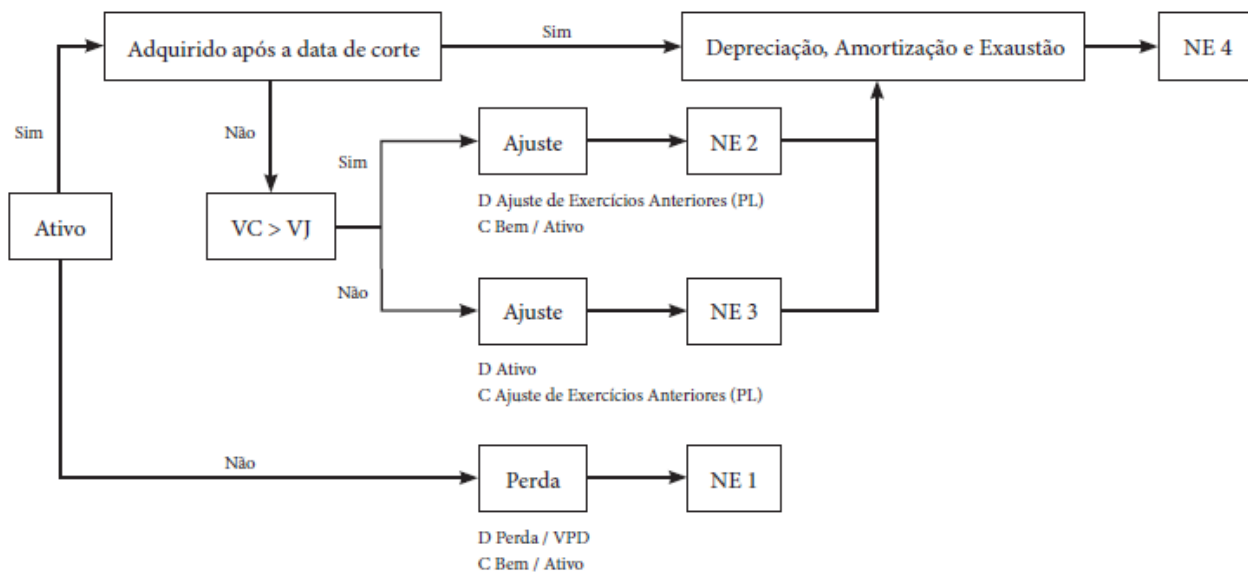 Adquirido após a data de corte
Sim
Depreciação, Amortização e Exaustão
NE 4
Sim
Não
Sim
Ajuste
NE 2
D Ajuste de Exercícios Anteriores (PL)
C Bem / Ativo
Ativo
VC > VJ
Não
Ajuste
NE 3
D Ativo
C Ajuste de Exercícios Anteriores (PL)
Não
Perda
NE 1
D Perda / VPD
C Bem / Ativo